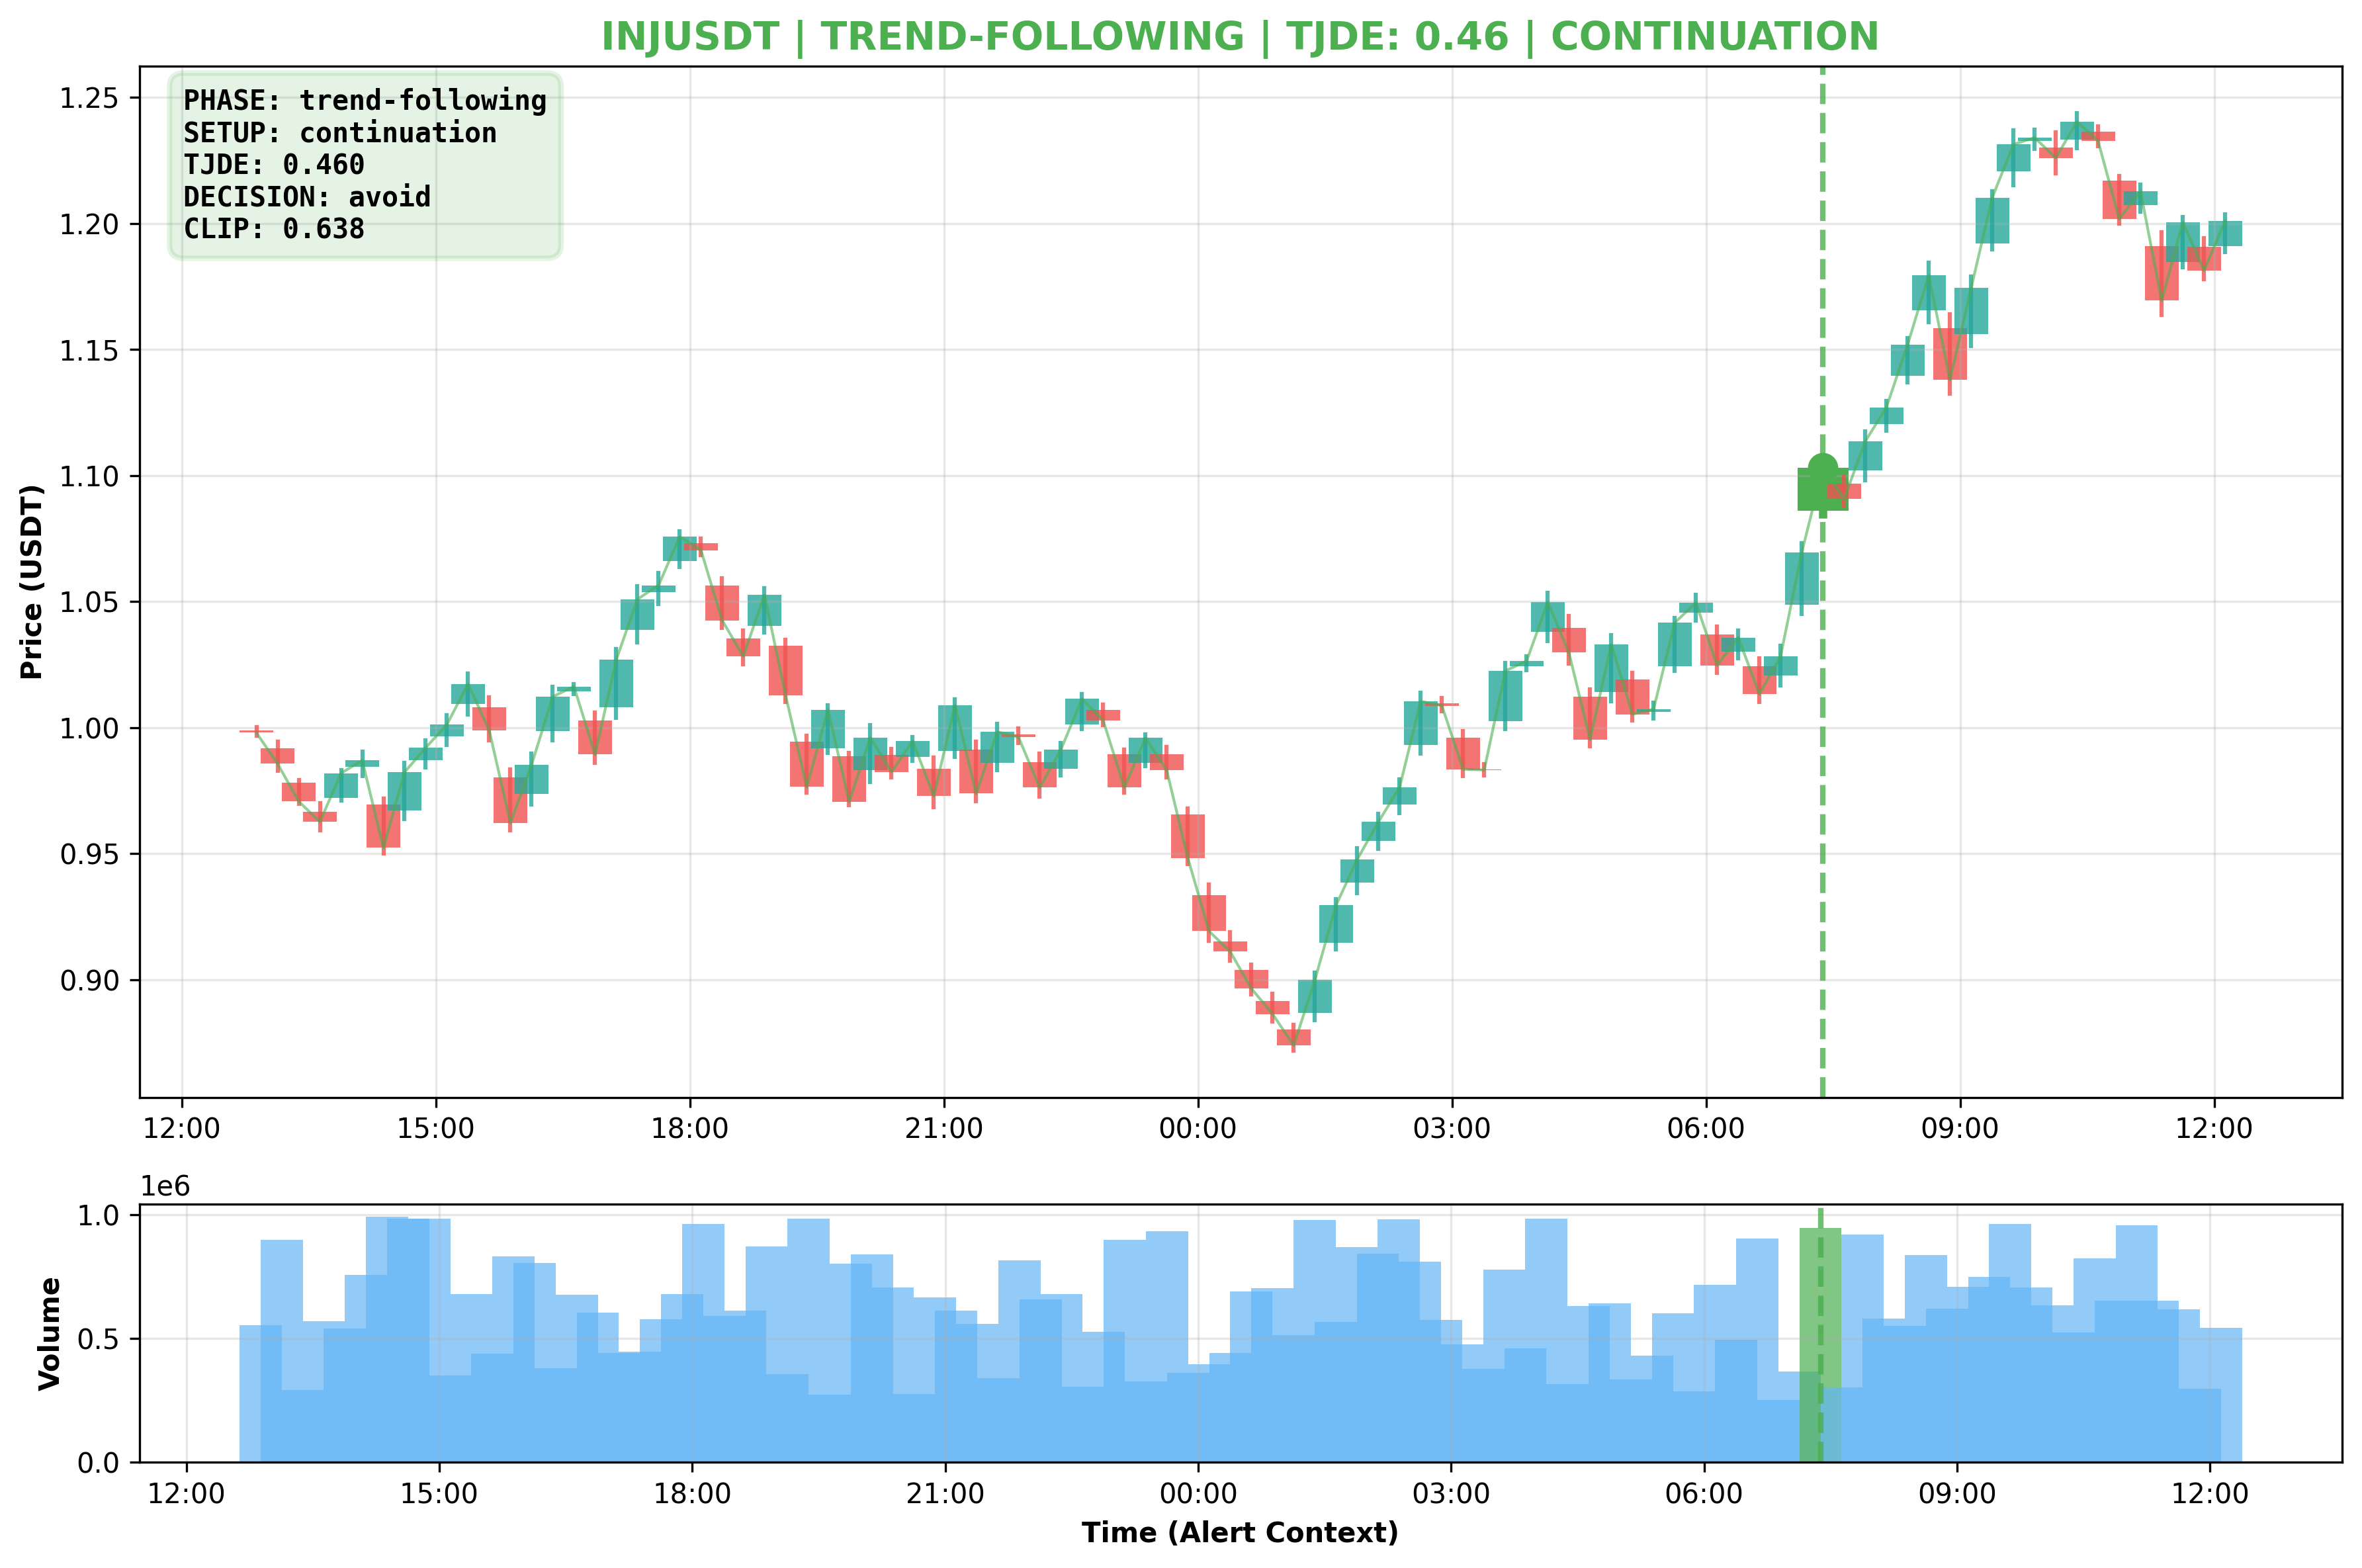 INJUSDT | TREND-FOLLOWING | TJDE: 0.46 | CONTINUATION
PHASE: trend-following
SETUP: continuation
TJDE: 0.460
DECISION: avoid
CLIP: 0.638
Price (USDT)
1.25
1.20
1.15
1.10
1.05
1.00
0.95
0.90
12:00 15:00 18:00 21:00 00:00 03:00 06:00 09:00 12:00
1e6
Volume
1.0
0.5
0.0
12:00 15:00 18:00 21:00 00:00 03:00 06:00 09:00 12:00
Time (Alert Context)